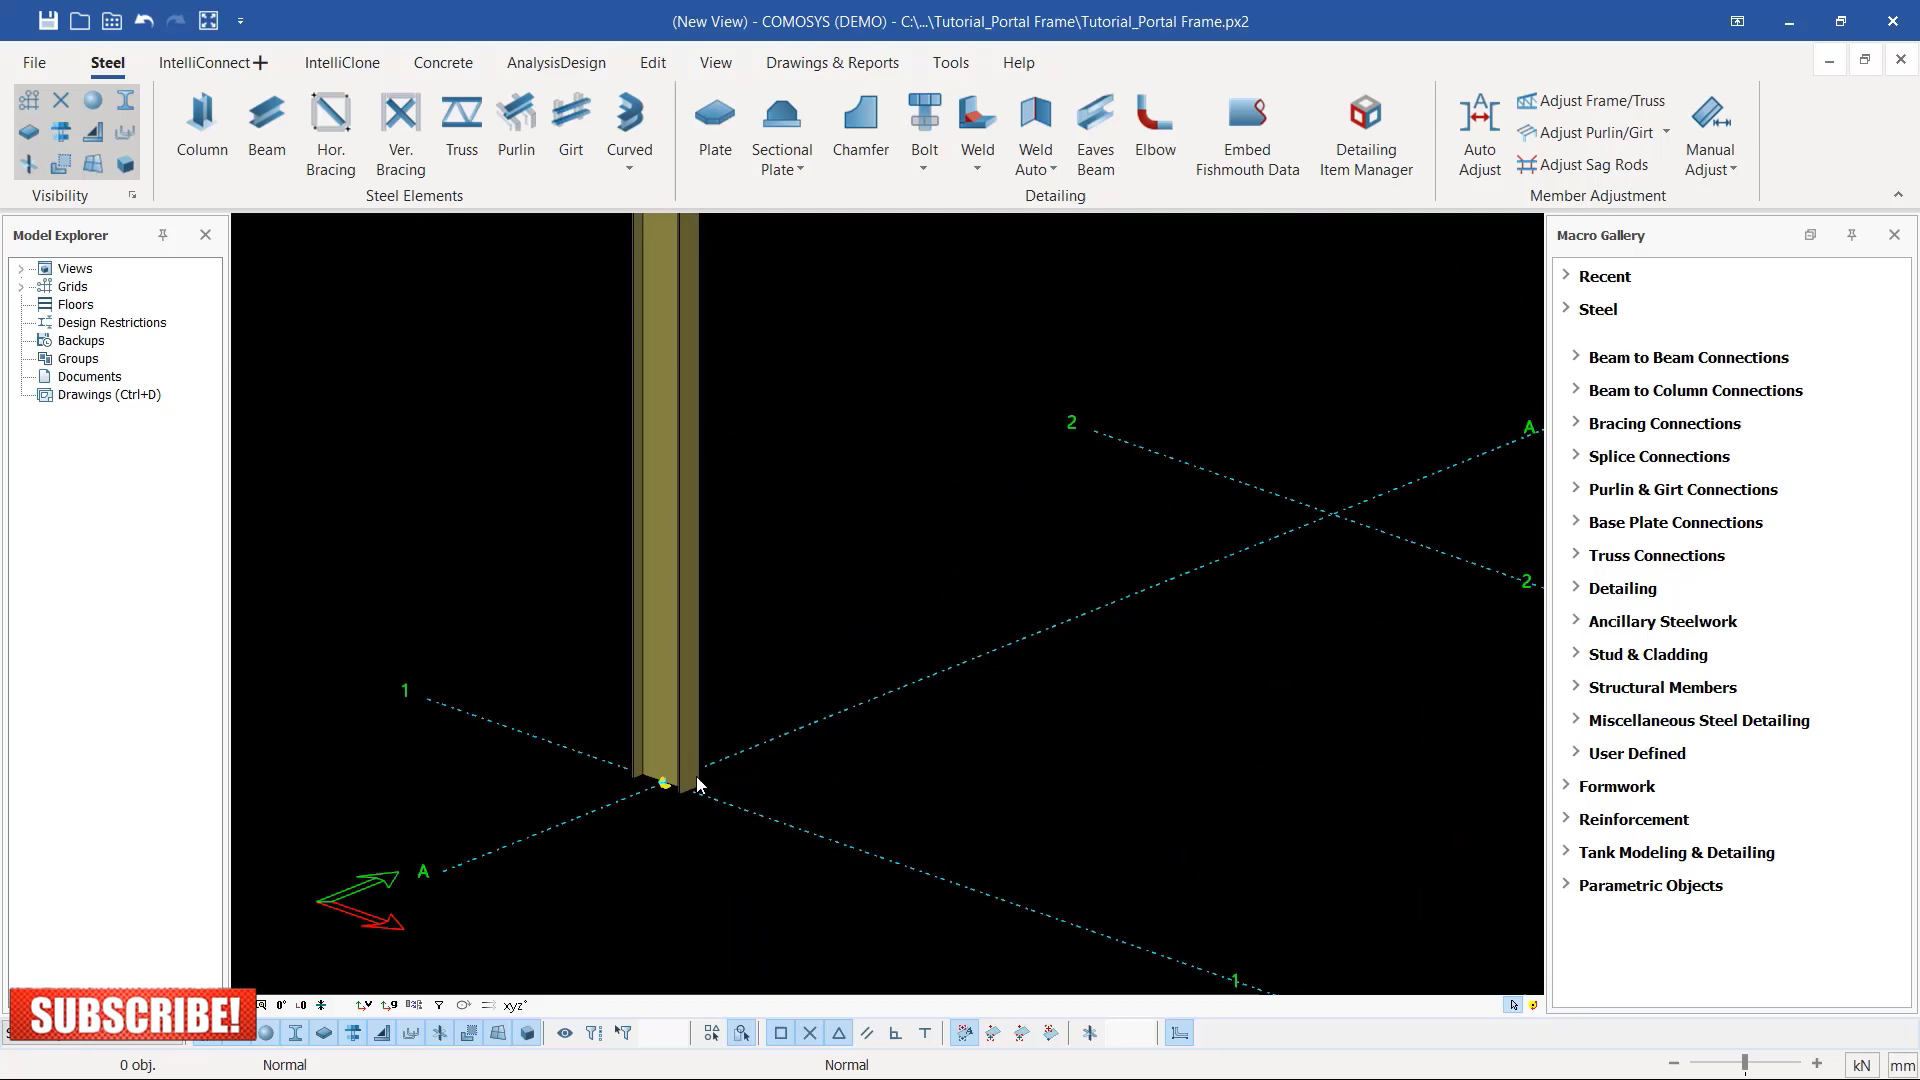 (New View) - COMOSYS (DEMO) - C:\...\Tutorial_Portal Frame\Tutorial_Portal Frame.px2
File
Steel
IntelliConnect
IntelliClone
Concrete
AnalysisDesign
Edit
View
Drawings & Reports
Tools
Help
Column
Beam
Hor.
Bracing
Ver.
Bracing
Truss
Purlin
Girt
Curved
Plate
Sectional
Plate
Chamfer
Bolt
Weld
Weld
Auto
Eaves
Beam
Elbow
Embed
Fishmouth Data
Detailing
Item Manager
Auto
Adjust
Adjust Frame/Truss
Adjust Purlin/Girt
Adjust Sag Rods
Manual
Adjust
Visibility
Steel Elements
Detailing
Member Adjustment
Model Explorer
Views
Grids
Floors
Design Restrictions
Backups
Groups
Documents
Drawings (Ctrl+D)
2
A
2
1
A
1
Macro Gallery
Recent
Steel
Beam to Beam Connections
Beam to Column Connections
Bracing Connections
Splice Connections
Purlin & Girt Connections
Base Plate Connections
Truss Connections
Detailing
Ancillary Steelwork
Stud & Cladding
Structural Members
Miscellaneous Steel Detailing
User Defined
Formwork
Reinforcement
Tank Modeling & Detailing
Parametric Objects
SUBSCRIBE!
xyz°
0 obj.
Normal
Normal
kN
mm